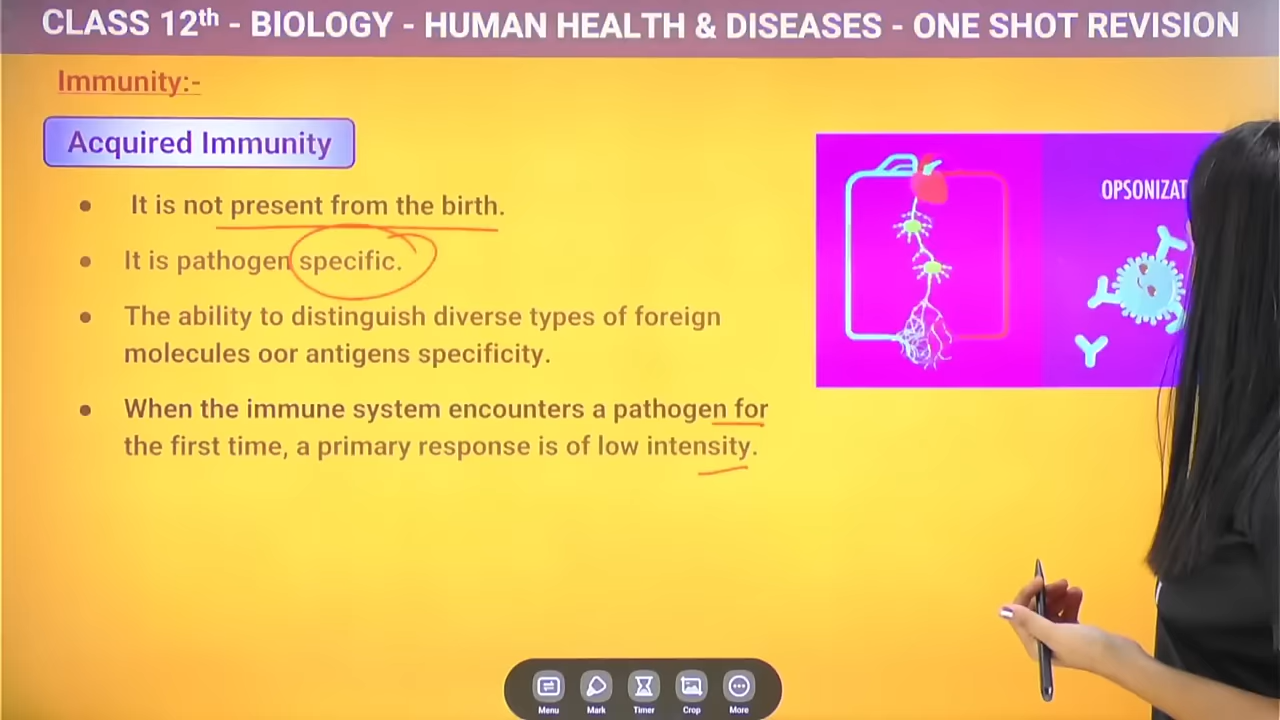 CLASS 12th - BIOLOGY - HUMAN HEALTH & DISEASES - ONE SHOT REVISION
Immunity:-
Acquired Immunity
• It is not present from the birth.
• It is pathogen specific.
• The ability to distinguish diverse types of foreign
molecules oor antigens specificity.
• When the immune system encounters a pathogen for
the first time, a primary response is of low intensity.
OPSONIZAT
Menu
Mark
Timer
Crop
More